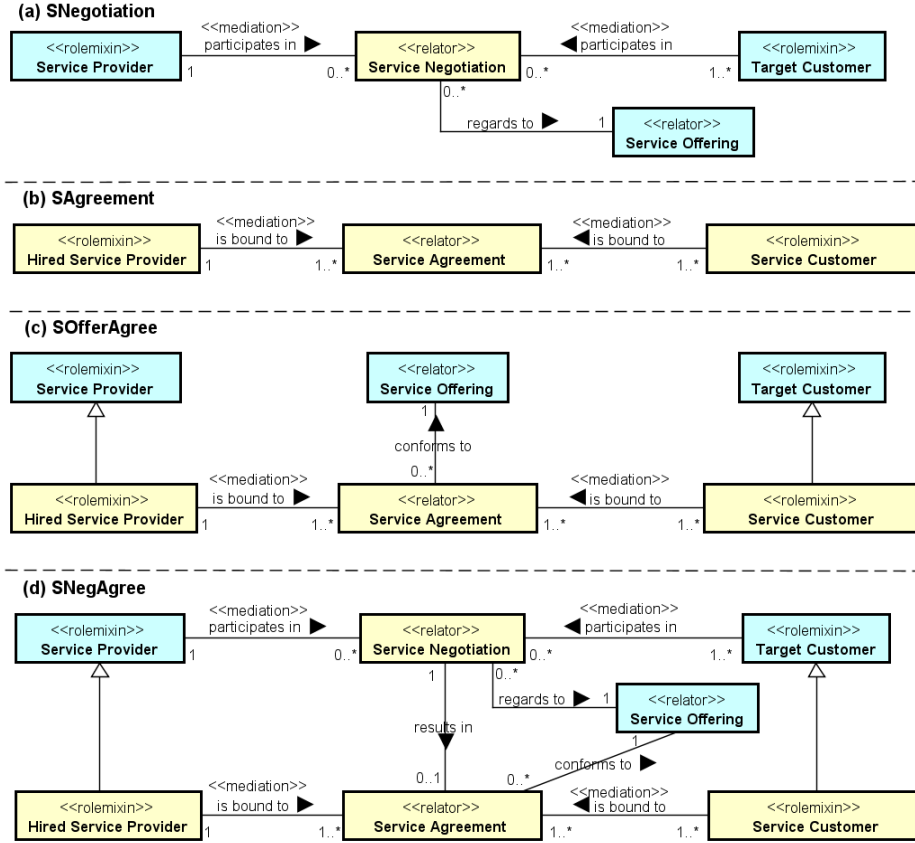 (a) SNegotiation
<<rolemixin>>
Service Provider
<<mediation>>
participates in
1
0..*
<<relator>>
Service Negotiation
<<mediation>>
participates in
0..*
1..*
<<rolemixin>>
Target Customer
0..*
regards to
1
<<relator>>
Service Offering
(b) SAgreement
<<rolemixin>>
Hired Service Provider
<<mediation>>
is bound to
1
1..*
<<relator>>
Service Agreement
<<mediation>>
is bound to
1..*
1..*
<<rolemixin>>
Service Customer
(c) SOfferAgree
<<rolemixin>>
Service Provider
<<relator>>
Service Offering
<<rolemixin>>
Target Customer
1
conforms to
0..*
<<rolemixin>>
Hired Service Provider
<<mediation>>
is bound to
1
1..*
<<relator>>
Service Agreement
<<mediation>>
is bound to
1..*
1..*
<<rolemixin>>
Service Customer
(d) SNegAgree
<<rolemixin>>
Service Provider
<<mediation>>
participates in
1
0..*
<<relator>>
Service Negotiation
<<mediation>>
participates in
0..*
1..*
<<rolemixin>>
Target Customer
1
0..*
regards to
1
<<relator>>
Service Offering
results in
1
conforms to
0..1
0..*
<<rolemixin>>
Hired Service Provider
<<mediation>>
is bound to
1
1..*
<<relator>>
Service Agreement
<<mediation>>
is bound to
1..*
1..*
<<rolemixin>>
Service Customer